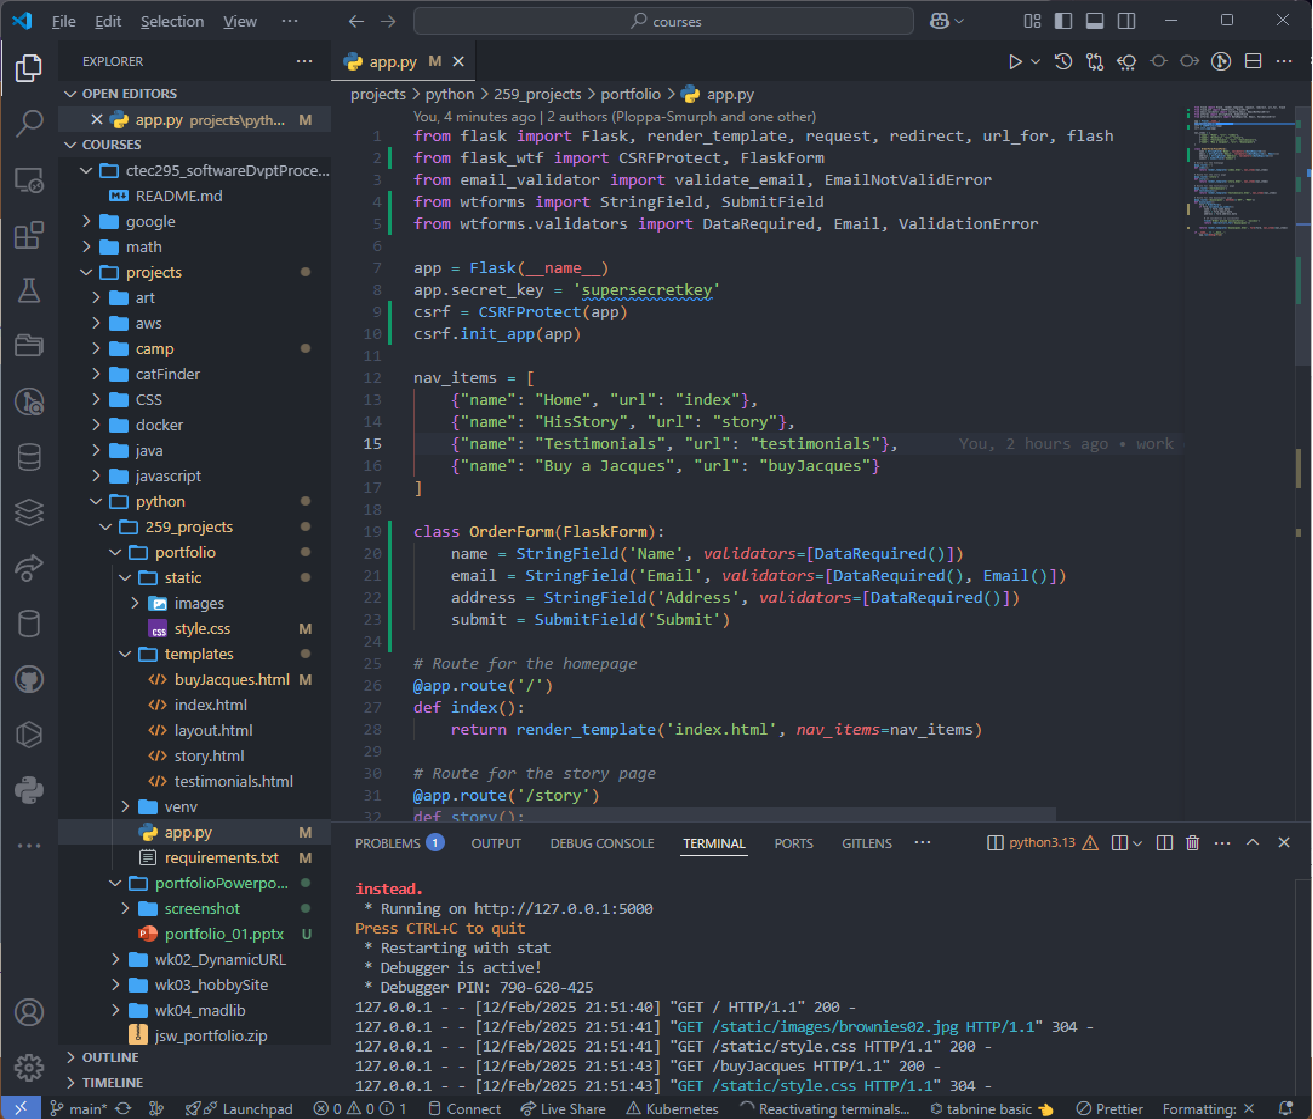 File Edit Selection View ··· courses
EXPLORER ···
OPEN EDITORS
app.py projects\pyth... M
COURSES
ctec295_softwareDvptProce...
README.md
google
math
projects
art
aws
camp
catFinder
CSS
docker
java
javascript
python
259_projects
portfolio
static
images
style.css M
templates
buyJacques.html M
index.html
layout.html
story.html
testimonials.html
venv
app.py M
requirements.txt M
portfolioPowerpo...
screenshot
portfolio_01.pptx U
wk02_DynamicURL
wk03_hobbySite
wk04_madlib
jsw_portfolio.zip
OUTLINE
TIMELINE
app.py M
projects > python > 259_projects > portfolio > app.py
You, 4 minutes ago | 2 authors (Ploppa-Smurph and one other)
1 from flask import Flask, render_template, request, redirect, url_for, flash
2 from flask_wtf import CSRFProtect, FlaskForm
3 from email_validator import validate_email, EmailNotValidError
4 from wtforms import StringField, SubmitField
5 from wtforms.validators import DataRequired, Email, ValidationError
6
7 app = Flask(__name__)
8 app.secret_key = 'supersecretkey'
9 csrf = CSRFProtect(app)
10 csrf.init_app(app)
11
12 nav_items = [
13 {"name": "Home", "url": "index"},
14 {"name": "HisStory", "url": "story"},
15 {"name": "Testimonials", "url": "testimonials"}, You, 2 hours ago • work
16 {"name": "Buy a Jacques", "url": "buyJacques"}
17 ]
18
19 class OrderForm(FlaskForm):
20 name = StringField('Name', validators=[DataRequired()])
21 email = StringField('Email', validators=[DataRequired(), Email()])
22 address = StringField('Address', validators=[DataRequired()])
23 submit = SubmitField('Submit')
24
25 # Route for the homepage
26 @app.route('/')
27 def index():
28 return render_template('index.html', nav_items=nav_items)
29
30 # Route for the story page
31 @app.route('/story')
32 def story():
PROBLEMS 1 OUTPUT DEBUG CONSOLE TERMINAL PORTS GITLENS ··· python3.13
instead.
* Running on http://127.0.0.1:5000
Press CTRL+C to quit
* Restarting with stat
* Debugger is active!
* Debugger PIN: 790-620-425
127.0.0.1 - - [12/Feb/2025 21:51:40] "GET / HTTP/1.1" 200 -
127.0.0.1 - - [12/Feb/2025 21:51:41] "GET /static/images/brownies02.jpg HTTP/1.1" 304 -
127.0.0.1 - - [12/Feb/2025 21:51:41] "GET /static/style.css HTTP/1.1" 200 -
127.0.0.1 - - [12/Feb/2025 21:51:43] "GET /buyJacques HTTP/1.1" 200 -
127.0.0.1 - - [12/Feb/2025 21:51:43] "GET /static/style.css HTTP/1.1" 304 -
main* Launchpad 0 0 1 Connect Live Share Kubernetes Reactivating terminals... tabnine basic Prettier Formatting: ×